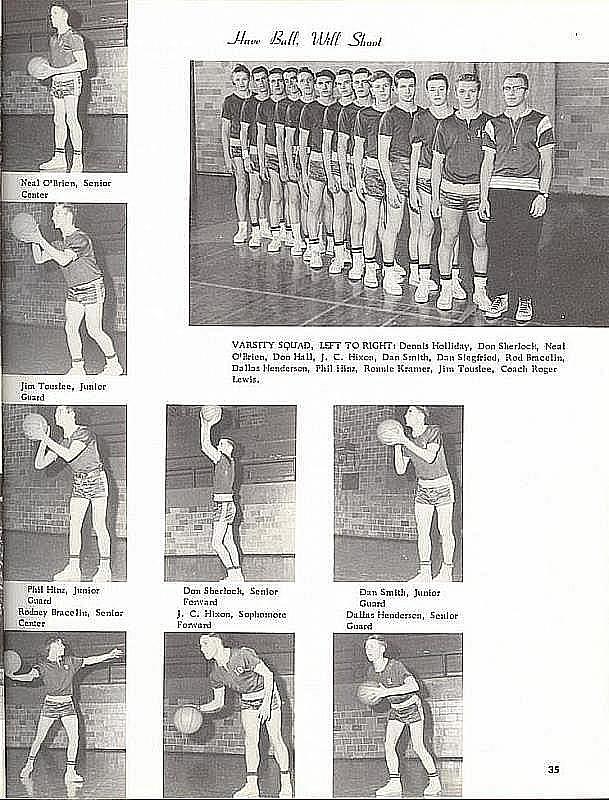 Have Ball, Will Shoot
Neal O'Brien, Senior
Center
VARSITY SQUAD, LEFT TO RIGHT: Dennis Holliday, Don Sherlock, Neal
O'Brien, Don Hall, J. C. Hixon, Dan Smith, Dan Siegfried, Rod Bracelin,
Dallas Henderson, Phil Hinz, Ronnie Kramer, Jim Touslee, Coach Roger
Lewis.
Jim Touslee, Junior
Guard
Phil Hinz, Junior
Guard
Rodney Bracelin, Senior
Center
Don Sherlock, Senior
Forward
J. C. Hixon, Sophomore
Forward
Dan Smith, Junior
Guard
Dallas Henderson, Senior
Guard
35